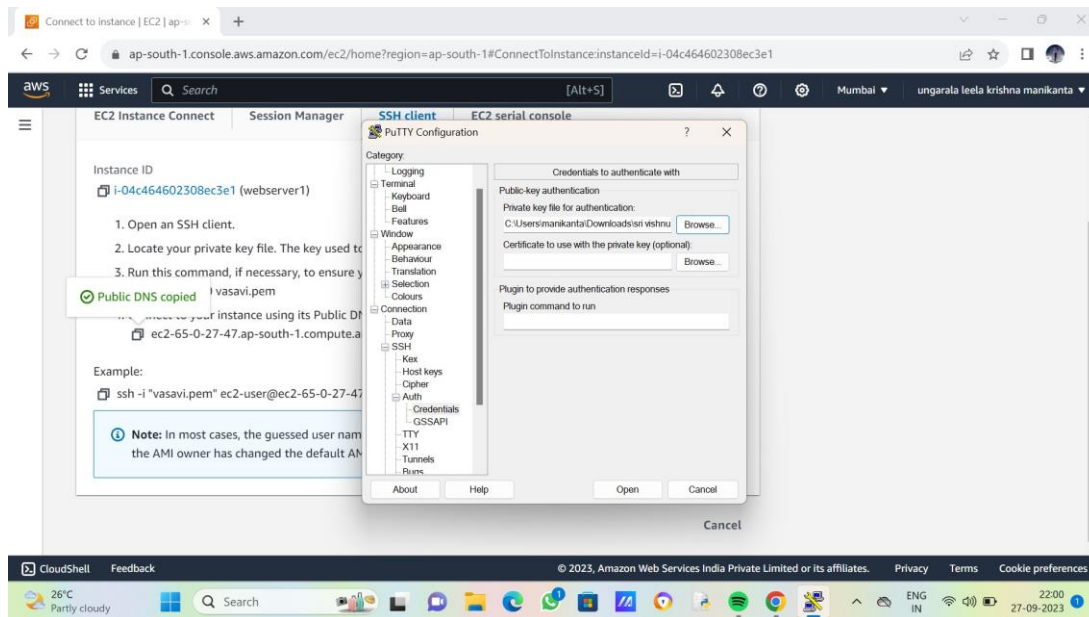 Connect to instance | EC2 | ap-s
ap-south-1.console.aws.amazon.com/ec2/home?region=ap-south-1#ConnectToInstance:instanceId=i-04c464602308ec3e1
aws
Services
Search
[Alt+S]
Mumbai
ungarala leela krishna manikanta
EC2 Instance Connect
Session Manager
SSH client
EC2 serial console
Instance ID
i-04c464602308ec3e1 (webserver1)
1. Open an SSH client.
2. Locate your private key file. The key used to
3. Run this command, if necessary, to ensure y
vasavi.pem
Public DNS copied
your instance using its Public DN
ec2-65-0-27-47.ap-south-1.compute.a
Example:
ssh -i "vasavi.pem" ec2-user@ec2-65-0-27-47
Note: In most cases, the guessed user nam
the AMI owner has changed the default AM
PuTTY Configuration
?
Category:
Logging
Terminal
Keyboard
Bell
Features
Window
Appearance
Behaviour
Translation
Selection
Colours
Connection
Data
Proxy
SSH
Kex
Host keys
Cipher
Auth
Credentials
GSSAPI
TTY
X11
Tunnels
Bugs
Credentials to authenticate with
Public-key authentication
Private key file for authentication:
C:\Users\manikanta\Downloads\sri vishnu
Browse...
Certificate to use with the private key (optional):
Browse...
Plugin to provide authentication responses
Plugin command to run
About
Help
Open
Cancel
Cancel
CloudShell
Feedback
© 2023, Amazon Web Services India Private Limited or its affiliates.
Privacy
Terms
Cookie preferences
26°C
Partly cloudy
Search
ENG
IN
22:00
27-09-2023
1